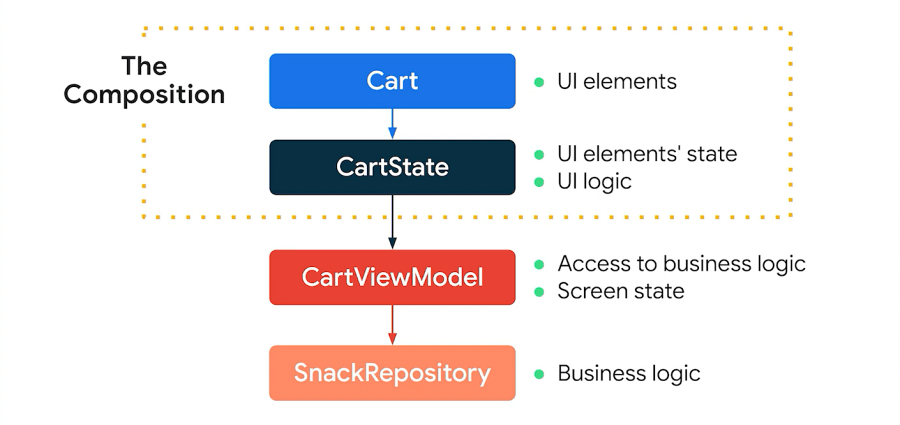 The
Composition
Cart
UI elements
CartState
UI elements' state
UI logic
CartViewModel
Access to business logic
Screen state
SnackRepository
Business logic